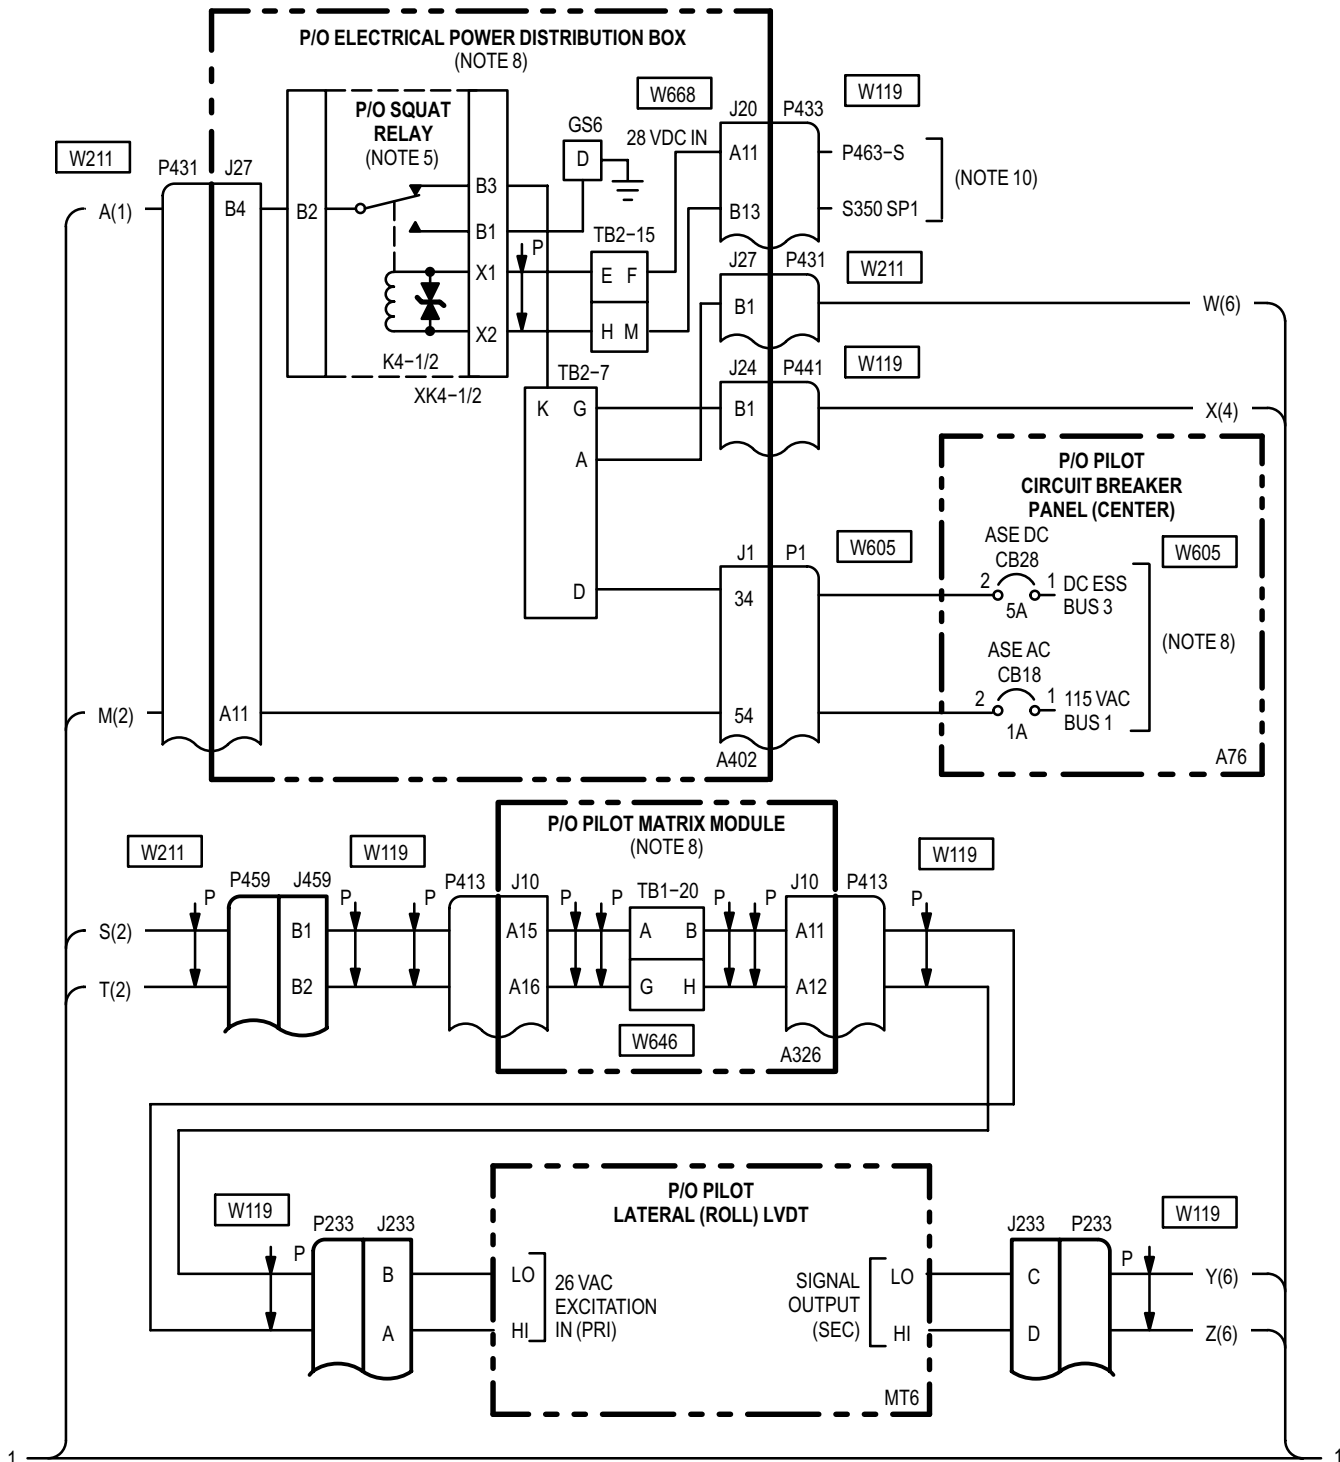 P/O ELECTRICAL POWER DISTRIBUTION BOX
(NOTE 8)
P/O SQUAT
RELAY
(NOTE 5)
W668
W119
GS6
J20 P433
W211
P431 J27
28 VDC IN
D
A11
P463−S
(NOTE 10)
A(1)
B4
B2
B3
B1
B13
S350 SP1
P
TB2−15
J27 P431
W211
X1
E F
B1
W(6)
X2
H M
K4−1/2
XK4−1/2
TB2−7
J24 P441
W119
K G
B1
X(4)
A
P/O PILOT
CIRCUIT BREAKER
PANEL (CENTER)
J1 P1
W605
ASE DC
CB28
W605
D
34
2 1 DC ESS
BUS 3
5A
(NOTE 8)
ASE AC
CB18
M(2)
A11
54
2 1 115 VAC
BUS 1
1A
A402
A76
P/O PILOT MATRIX MODULE
(NOTE 8)
W211
W119
W119
P459 J459
P413 J10
TB1−20
J10 P413
P P P P P P P P
S(2)
B1
A15
A B
A11
T(2)
B2
A16
G H
A12
W646
A326
P/O PILOT
LATERAL (ROLL) LVDT
W119
W119
P233 J233
J233 P233
P
P
B
LO
26 VAC
EXCITATION
IN (PRI)
SIGNAL
OUTPUT
(SEC)
LO
C
Y(6)
A
HI
HI
D
Z(6)
MT6
1
1